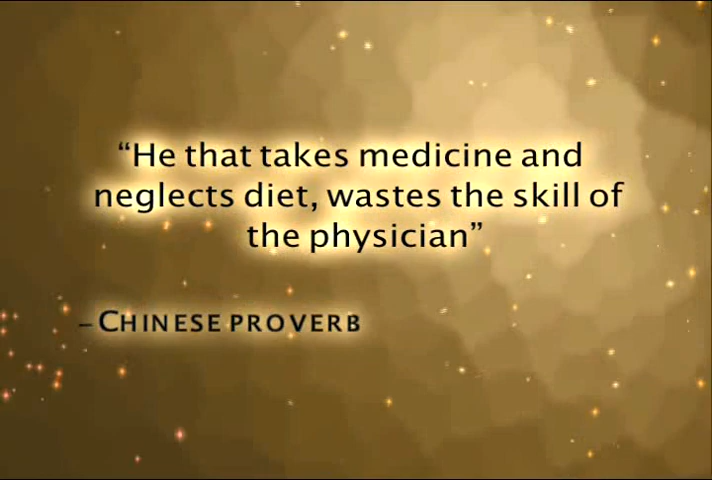 “He that takes medicine and
neglects diet, wastes the skill of
the physician”
– CHINESE PROVERB